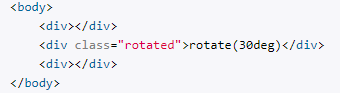 <body>
    <div></div>
    <div class="rotated">rotate(30deg)</div>
    <div></div>
</body>